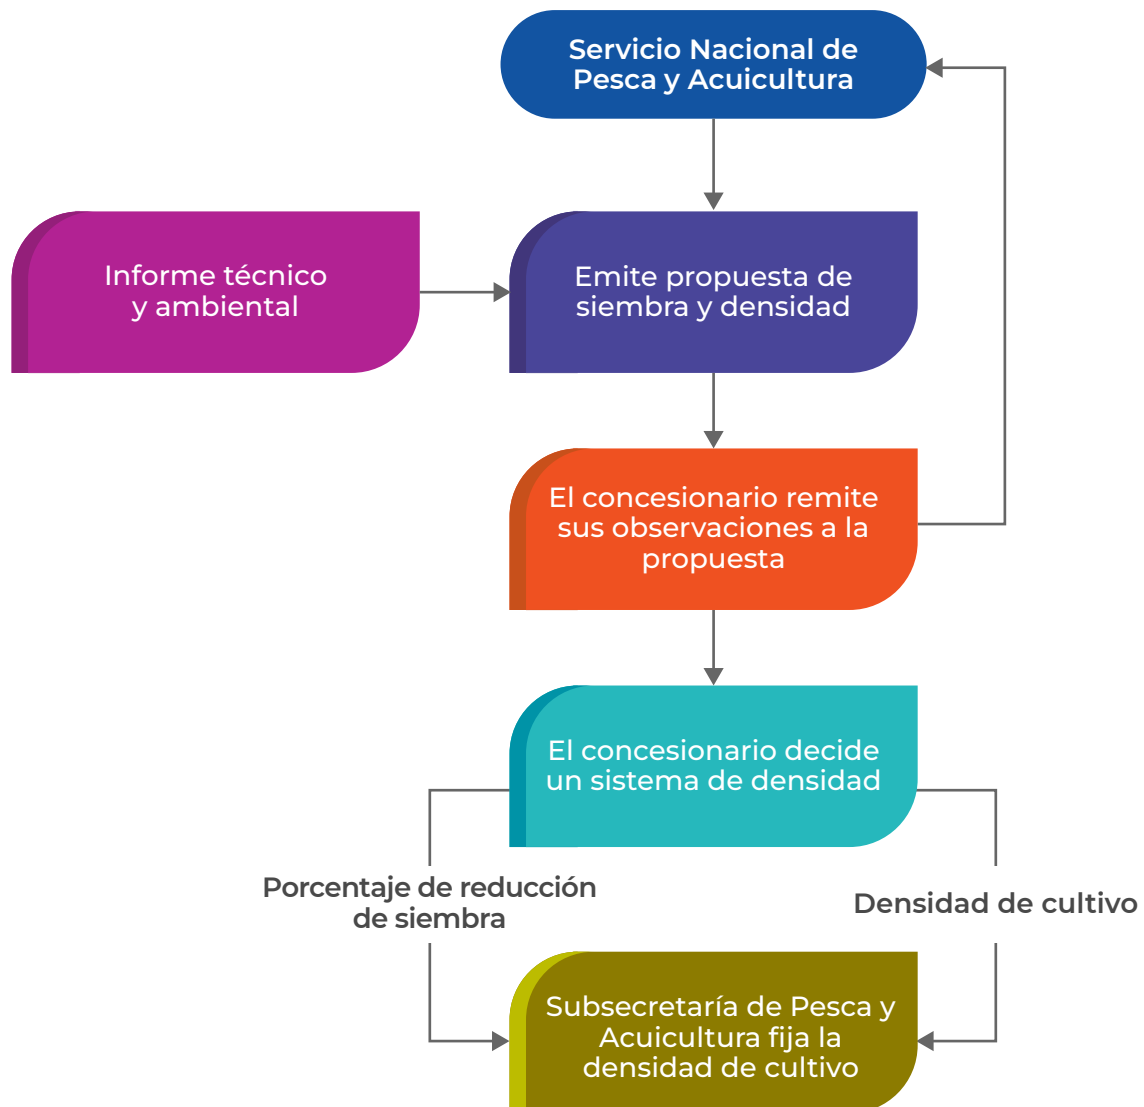 Servicio Nacional de
Pesca y Acuicultura
Informe técnico
y ambiental
Emite propuesta de
siembra y densidad
El concesionario remite
sus observaciones a la
propuesta
El concesionario decide
un sistema de densidad
Porcentaje de reducción
de siembra
Densidad de cultivo
Subsecretaría de Pesca y
Acuicultura fija la
densidad de cultivo